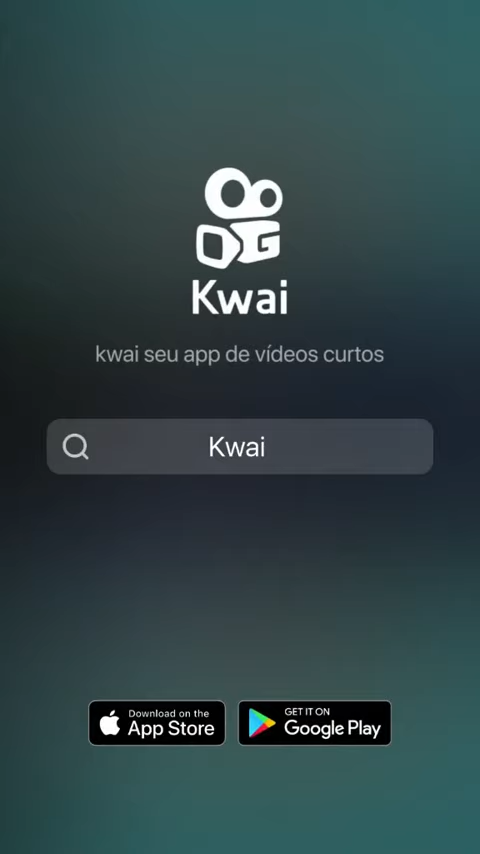 Kwai
kwai seu app de vídeos curtos
Kwai
Download on the
App Store
GET IT ON
Google Play